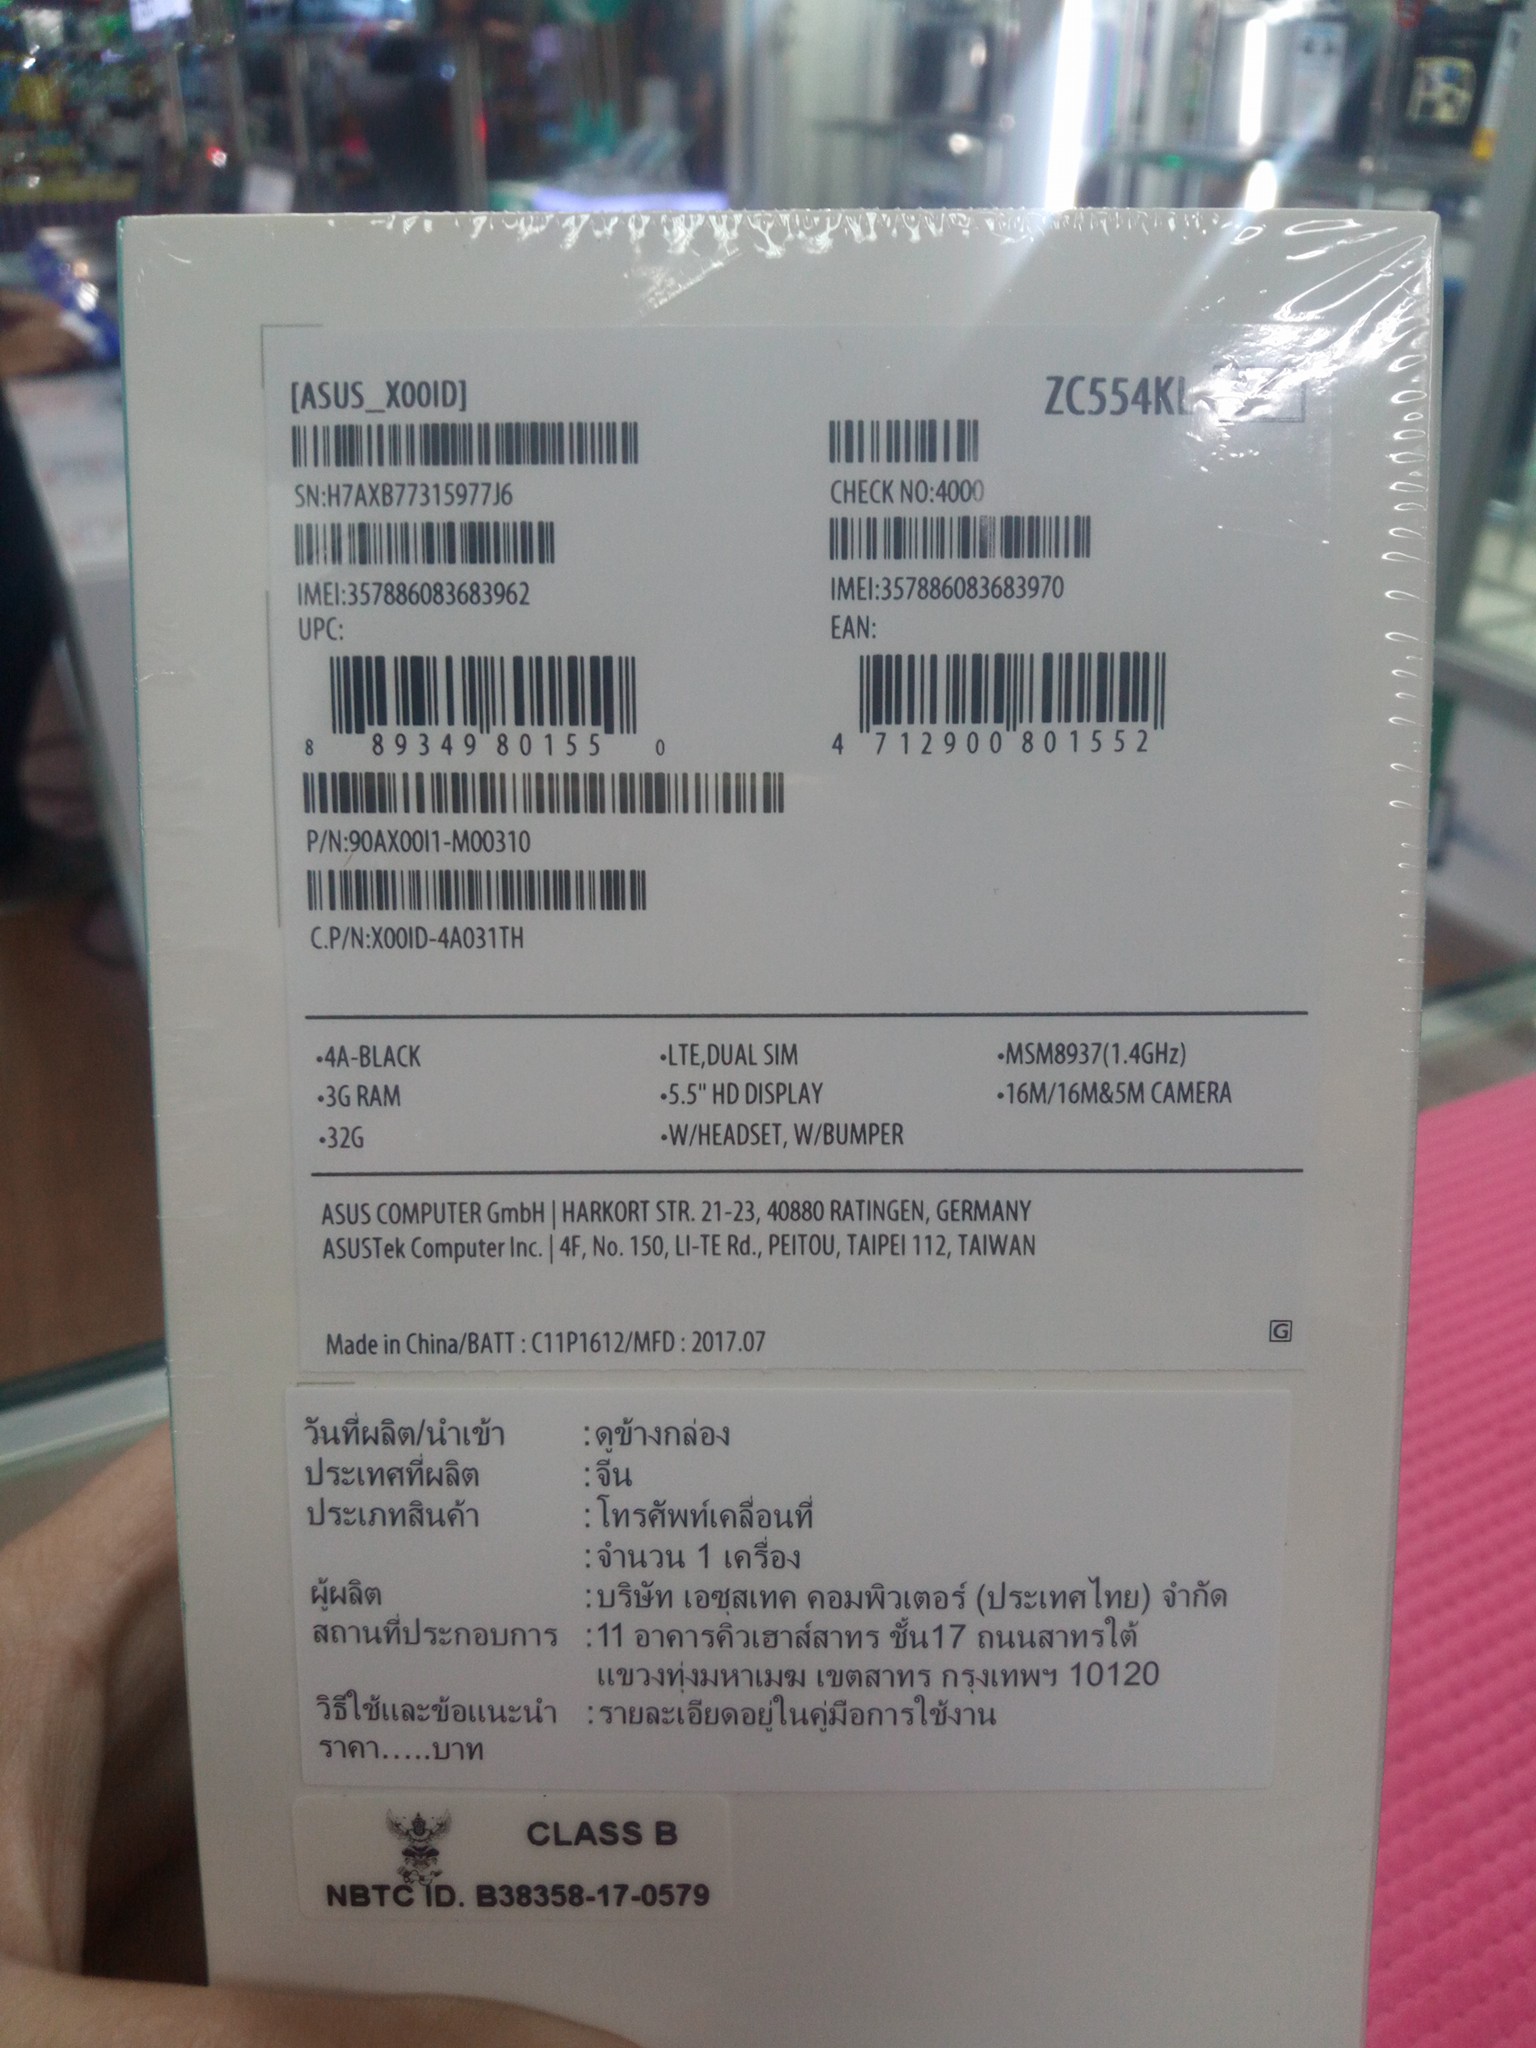 [ASUS_X00ID]
ZC554KL
SN:H7AXB77315977J6
CHECK NO:4000
IMEI:357886083683962
IMEI:357886083683970
UPC:
EAN:
8 89349 80155 0
4 712900 801552
P/N:90AX00I1-M00310
C.P/N:X00ID-4A031TH
•4A-BLACK
•LTE,DUAL SIM
•MSM8937(1.4GHz)
•3G RAM
•5.5" HD DISPLAY
•16M/16M&5M CAMERA
•32G
•W/HEADSET, W/BUMPER
ASUS COMPUTER GmbH | HARKORT STR. 21-23, 40880 RATINGEN, GERMANY
ASUSTek Computer Inc. | 4F, No. 150, LI-TE Rd., PEITOU, TAIPEI 112, TAIWAN
Made in China/BATT : C11P1612/MFD : 2017.07
G
วันที่ผลิต/นำเข้า :ดูข้างกล่อง
ประเทศที่ผลิต :จีน
ประเภทสินค้า :โทรศัพท์เคลื่อนที่
:จำนวน 1 เครื่อง
ผู้ผลิต :บริษัท เอซุสเทค คอมพิวเตอร์ (ประเทศไทย) จำกัด
สถานที่ประกอบการ :11 อาคารคิวเฮาส์สาทร ชั้น17 ถนนสาทรใต้
แขวงทุ่งมหาเมฆ เขตสาทร กรุงเทพฯ 10120
วิธีใช้และข้อแนะนำ :รายละเอียดอยู่ในคู่มือการใช้งาน
ราคา.....บาท
CLASS B
NBTC ID. B38358-17-0579